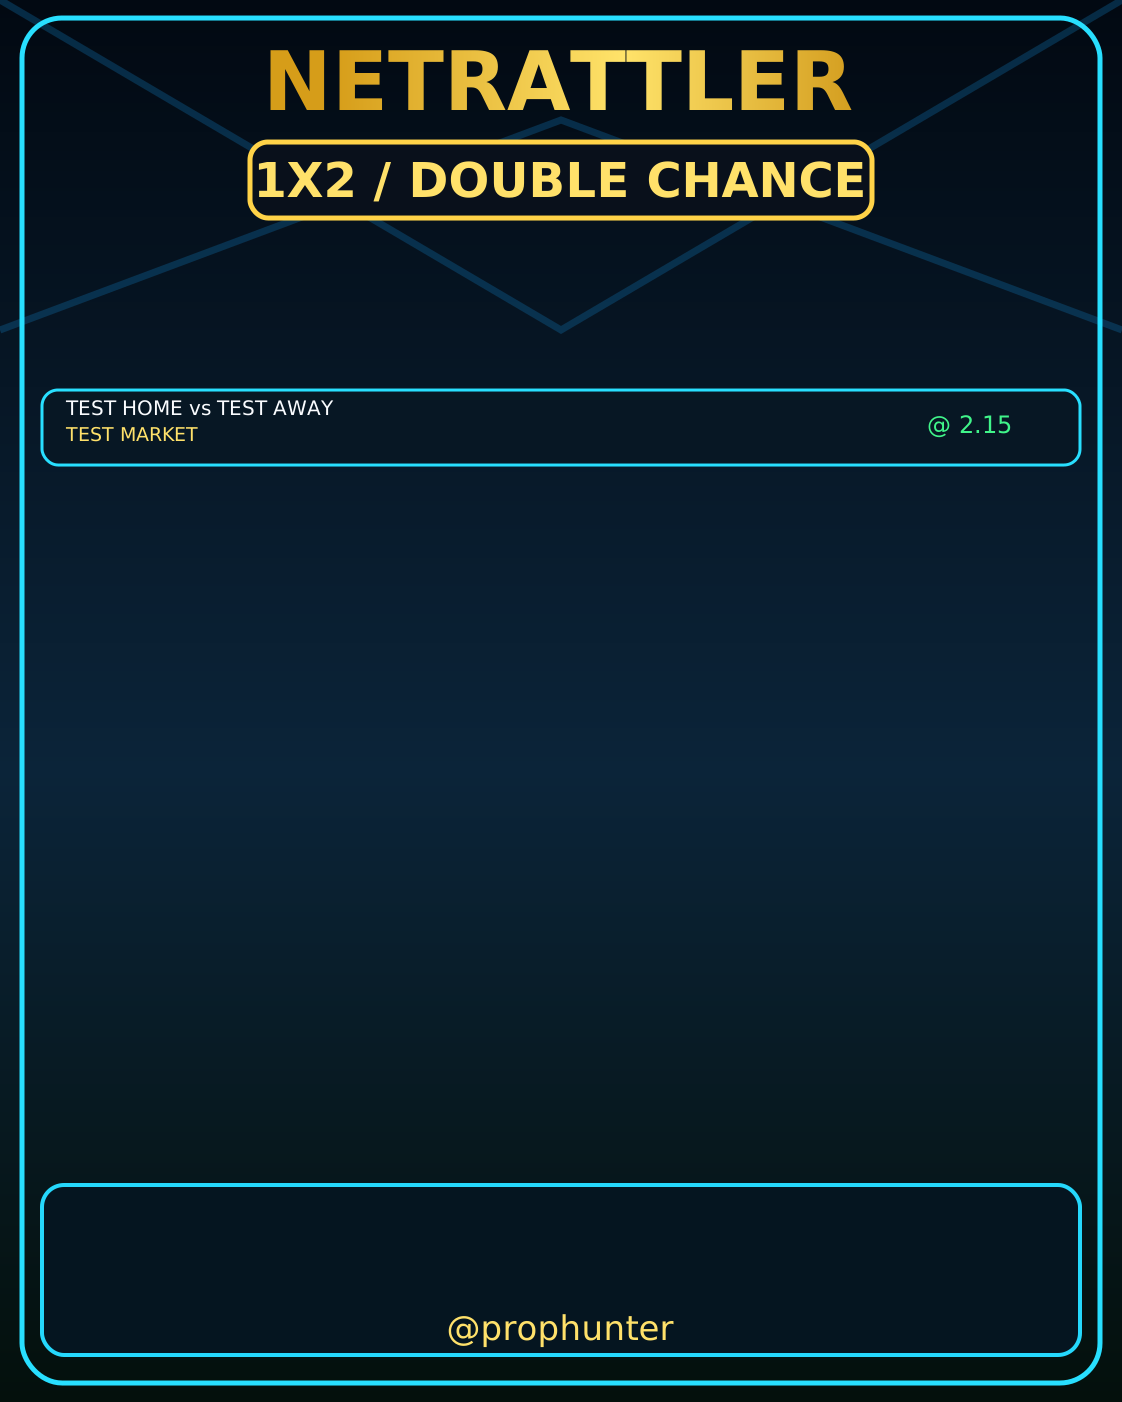 NETRATTLER
1X2 / DOUBLE CHANCE
TEST HOME vs TEST AWAY
TEST MARKET
@ 2.15
@prophunter